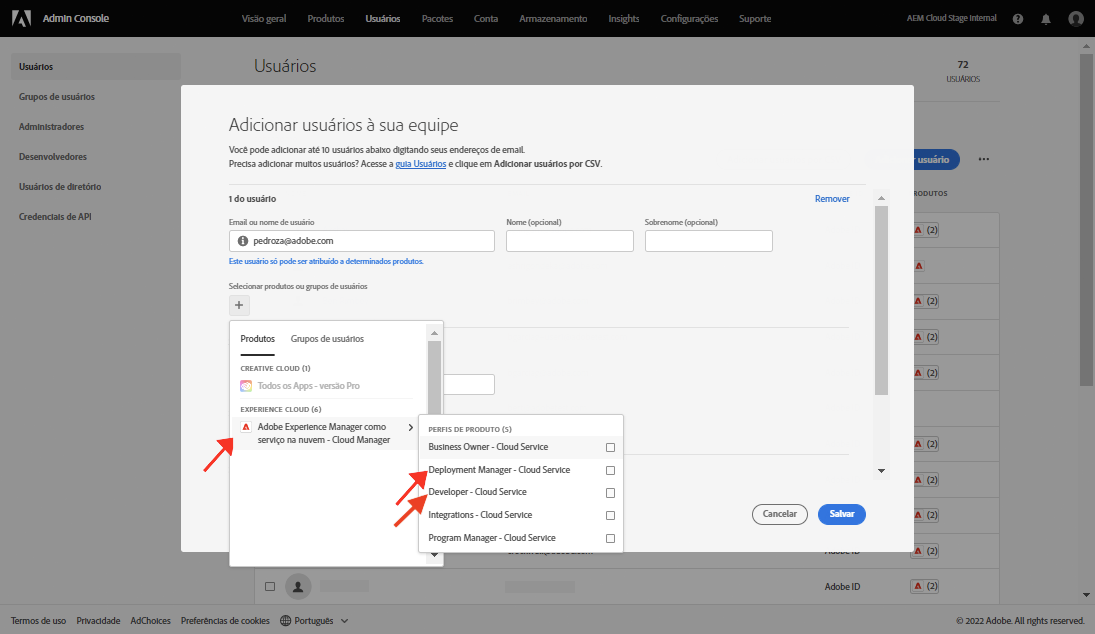 Admin Console
Visão geral Produtos Usuários Pacotes Conta Armazenamento Insights Configurações Suporte
AEM Cloud Stage Internal
Usuários
Grupos de usuários
Administradores
Desenvolvedores
Usuários de diretório
Credenciais de API
Usuários
72
USUÁRIOS
usuário
Adicionar usuários à sua equipe
Você pode adicionar até 10 usuários abaixo digitando seus endereços de email.
Precisa adicionar muitos usuários? Acesse a guia Usuários e clique em Adicionar usuários por CSV.
1 do usuário
Remover
Email ou nome de usuário
Nome (opcional)
Sobrenome (opcional)
pedroza@adobe.com
Este usuário só pode ser atribuído a determinados produtos.
Selecionar produtos ou grupos de usuários
+
Produtos Grupos de usuários
CREATIVE CLOUD (1)
Todos os Apps - versão Pro
EXPERIENCE CLOUD (6)
Adobe Experience Manager como
serviço na nuvem - Cloud Manager
PERFIS DE PRODUTO (5)
Business Owner - Cloud Service
Deployment Manager - Cloud Service
Developer - Cloud Service
Integrations - Cloud Service
Program Manager - Cloud Service
Cancelar
Salvar
RODUTOS
(2)
(2)
(2)
(2)
(2)
(2)
(2)
(2)
Adobe ID
(2)
Termos de uso Privacidade AdChoices Preferências de cookies Português
© 2022 Adobe. All rights reserved.